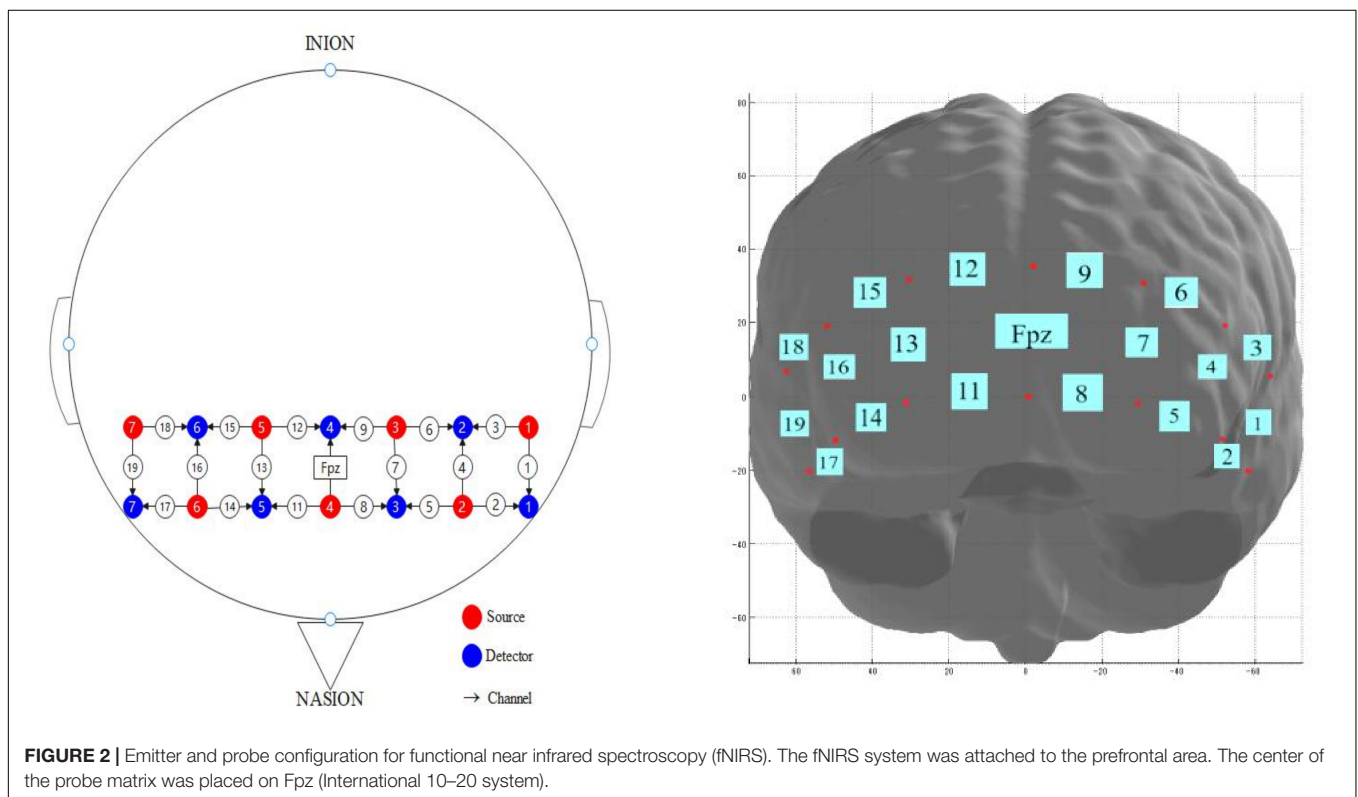 INION
7 18 6 15 5 12 4 9 3 6 2 3 1
19 16 13 Fpz 7 4 1
7 17 6 14 5 11 4 8 3 5 2 2 1
Source
Detector
→ Channel
NASION
80
60
40
20
0
-20
-40
-60
60 40 20 0 -20 -40 -60
12 9
15 6
Fpz
18 13 7 3
16 4
11 8
19 14 5 1
17 2
FIGURE 2 | Emitter and probe configuration for functional near infrared spectroscopy (fNIRS). The fNIRS system was attached to the prefrontal area. The center of
the probe matrix was placed on Fpz (International 10–20 system).